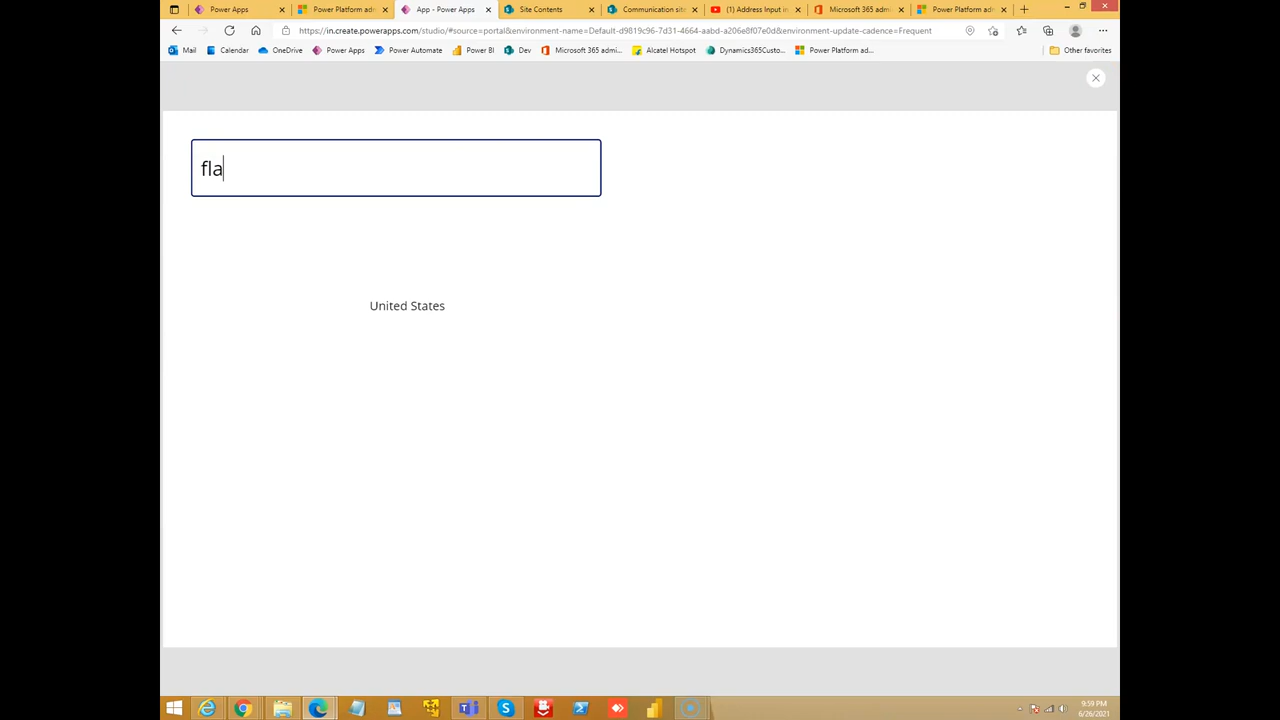 Power Apps
Power Platform adm
App - Power Apps
Site Contents
Communication site
(1) Address Input in
Microsoft 365 admi
Power Platform adm
https://in.create.powerapps.com/studio/#source=portal&environment-name=Default-d9819c96-7d31-4664-aabd-a206e8f07e0d&environment-update-cadence=Frequent
Mail
Calendar
OneDrive
Power Apps
Power Automate
Power BI
Dev
Microsoft 365 admi...
Alcatel Hotspot
Dynamics365Custo...
Power Platform ad...
Other favorites
fla
United States
9:59 PM
6/26/2021